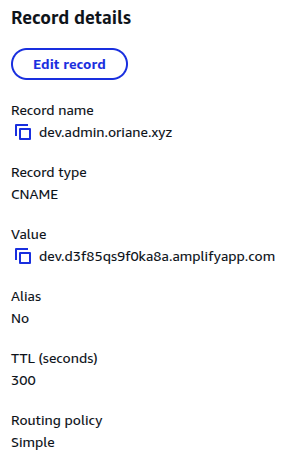 Record details
Edit record
Record name
dev.admin.oriane.xyz
Record type
CNAME
Value
dev.d3f85qs9f0ka8a.amplifyapp.com
Alias
No
TTL (seconds)
300
Routing policy
Simple